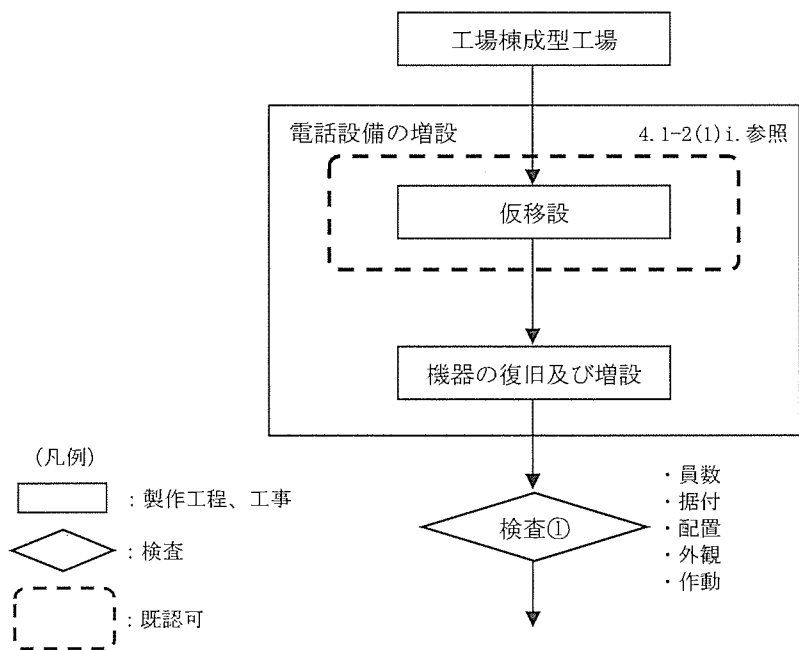 工場棟成型工場
電話設備の増設
4.1-2(1)i.参照
仮移設
機器の復旧及び増設
検査①
・員数
・据付
・配置
・外観
・作動
(凡例)
：製作工程、工事
：検査
：既認可